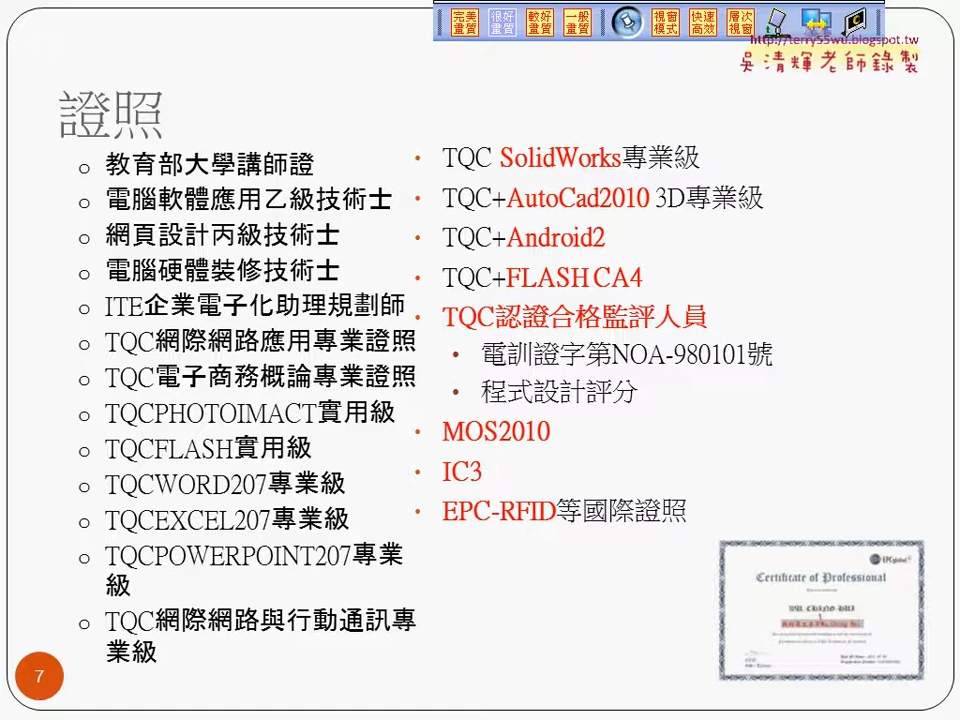 完美 很好 較好 一般 視窗 快速 層次
畫質 畫質 畫質 畫質 模式 高效 視窗
http://terry55wu.blogspot.tw
吳清輝老師錄製
證照
教育部大學講師證
電腦軟體應用乙級技術士
網頁設計丙級技術士
電腦硬體裝修技術士
ITE企業電子化助理規劃師
TQC網際網路應用專業證照
TQC電子商務概論專業證照
TQCPHOTOIMACT實用級
TQCFLASH實用級
TQCWORD207專業級
TQCEXCEL207專業級
TQCPOWERPOINT207專業
級
TQC網際網路與行動通訊專
業級
TQC SolidWorks專業級
TQC+AutoCad2010 3D專業級
TQC+Android2
TQC+FLASH CA4
TQC認證合格監評人員
電訓證字第NOA-980101號
程式設計評分
MOS2010
IC3
EPC-RFID等國際證照
EPCglobal
Certificate of Professional
WU, CHING-HUI
7